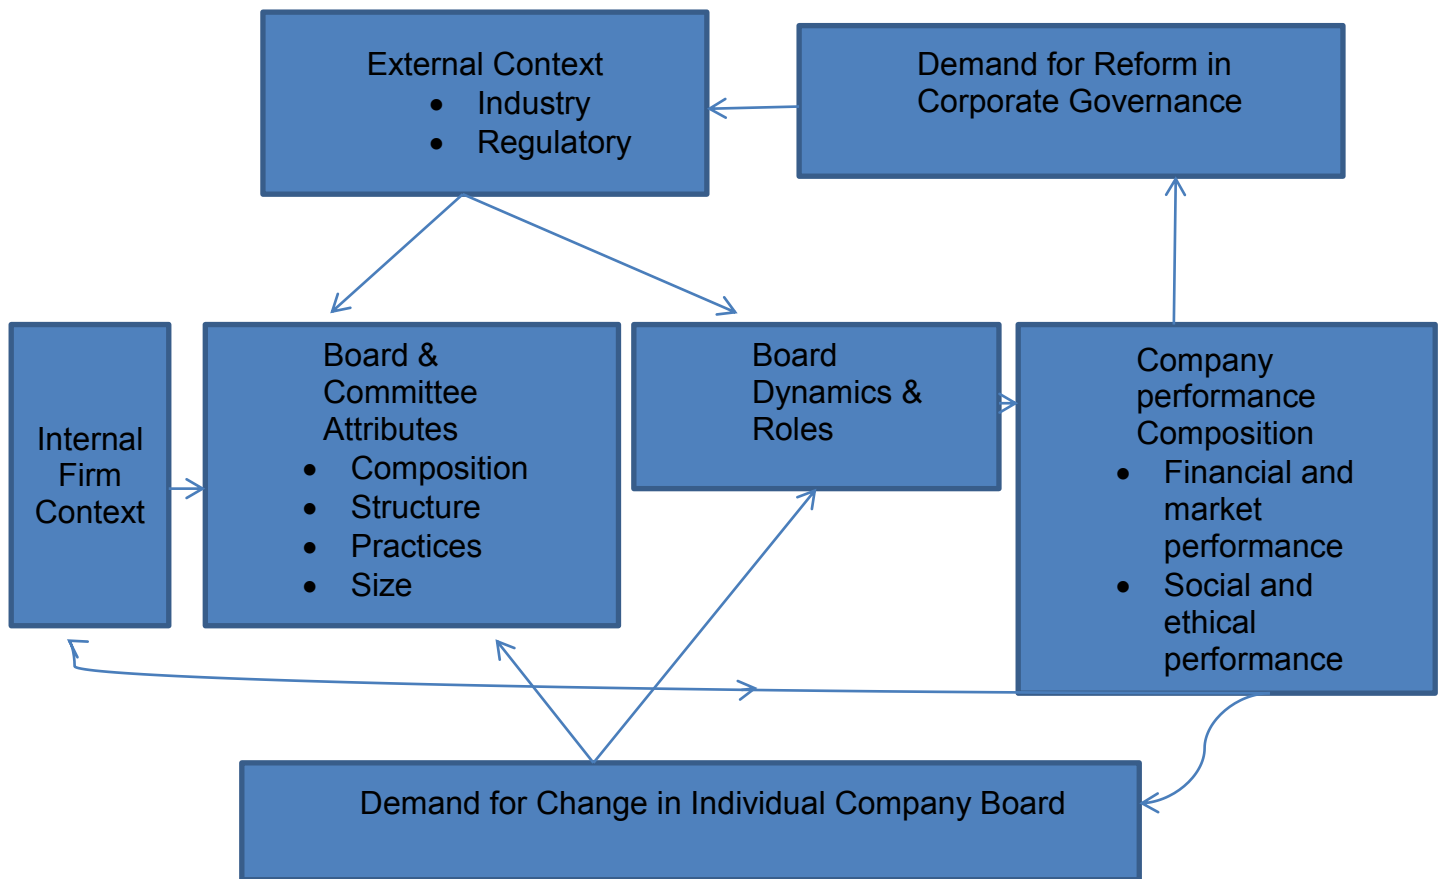 External Context
• Industry
• Regulatory
Demand for Reform in
Corporate Governance
Internal
Firm
Context
Board &
Committee
Attributes
• Composition
• Structure
• Practices
• Size
Board
Dynamics &
Roles
Company
performance
Composition
• Financial and
market
performance
• Social and
ethical
performance
Demand for Change in Individual Company Board